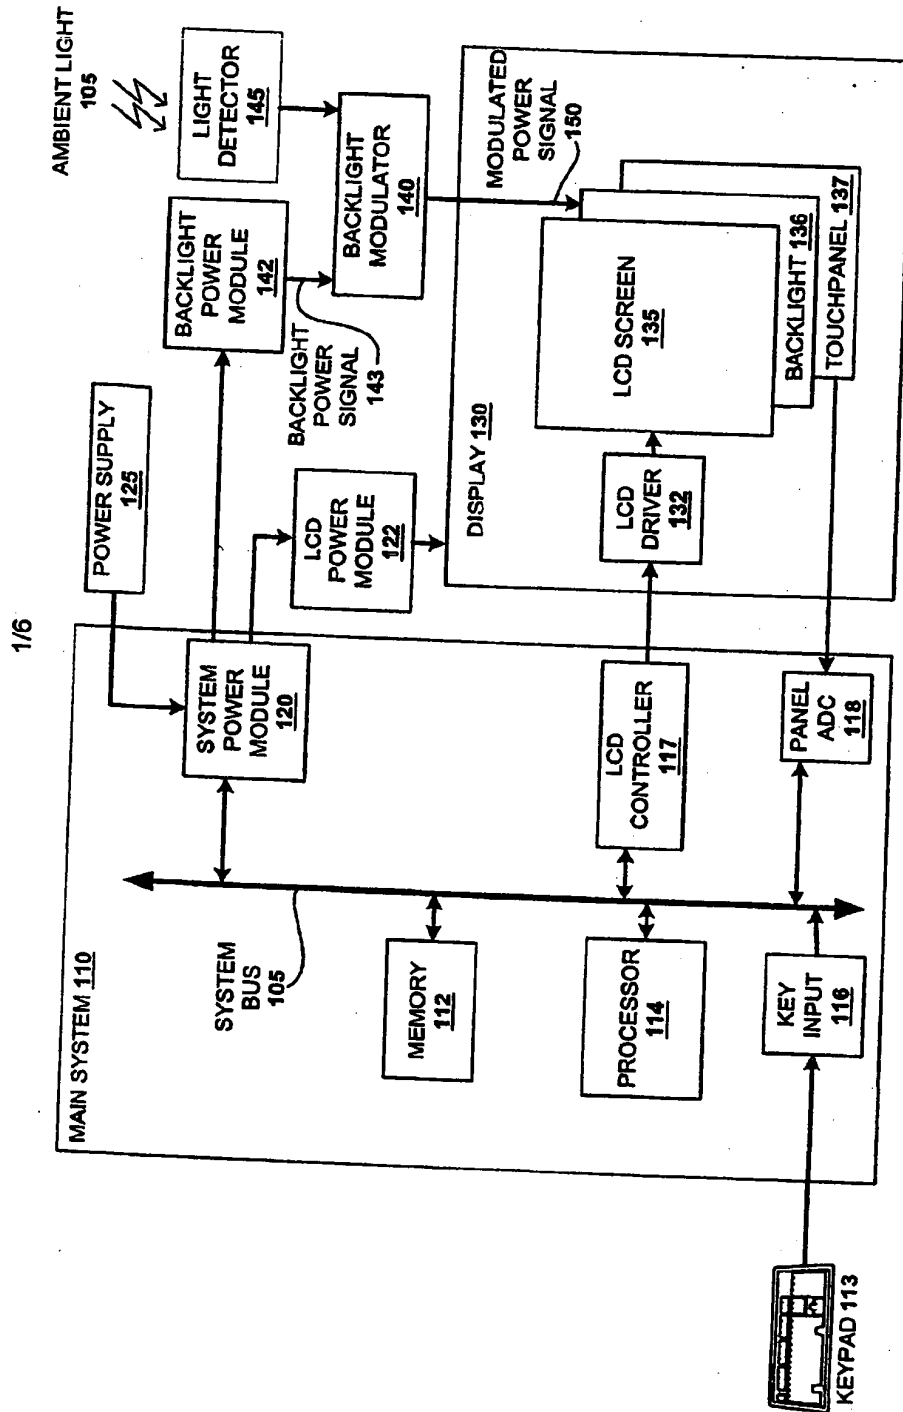 1/6
AMBIENT LIGHT
105
LIGHT
DETECTOR
145
BACKLIGHT
POWER
MODULE
142
POWER SUPPLY
125
BACKLIGHT
MODULATOR
140
BACKLIGHT
POWER
SIGNAL
143
MODULATED
POWER
SIGNAL
150
MAIN SYSTEM 110
SYSTEM
POWER
MODULE
120
LCD
POWER
MODULE
122
SYSTEM
BUS
105
MEMORY
112
PROCESSOR
114
KEY
INPUT
116
LCD
CONTROLLER
117
PANEL
ADC
118
DISPLAY 130
LCD
DRIVER
132
LCD SCREEN
135
BACKLIGHT 136
TOUCHPANEL 137
KEYPAD 113